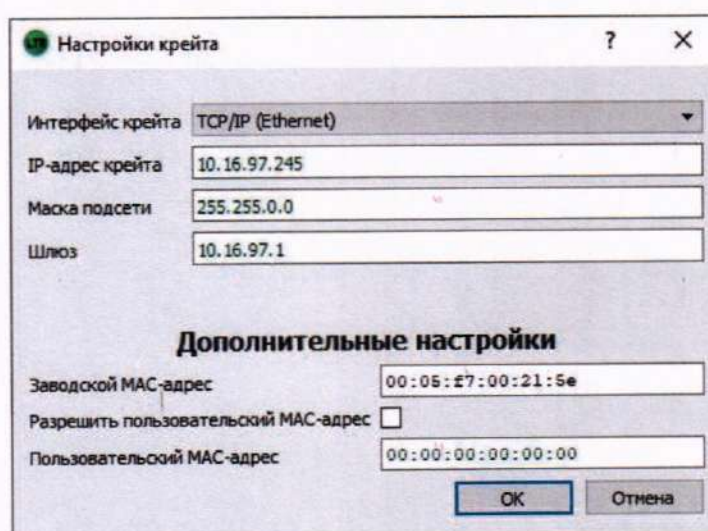 LTR Настройки крейта ? ×
Интерфейс крейта TCP/IP (Ethernet)
IP-адрес крейта 10.16.97.245
Маска подсети 255.255.0.0
Шлюз 10.16.97.1
Дополнительные настройки
Заводской MAC-адрес 00:05:f7:00:21:5e
Разрешить пользовательский MAC-адрес
Пользовательский MAC-адрес 00:00:00:00:00:00
OK Отмена